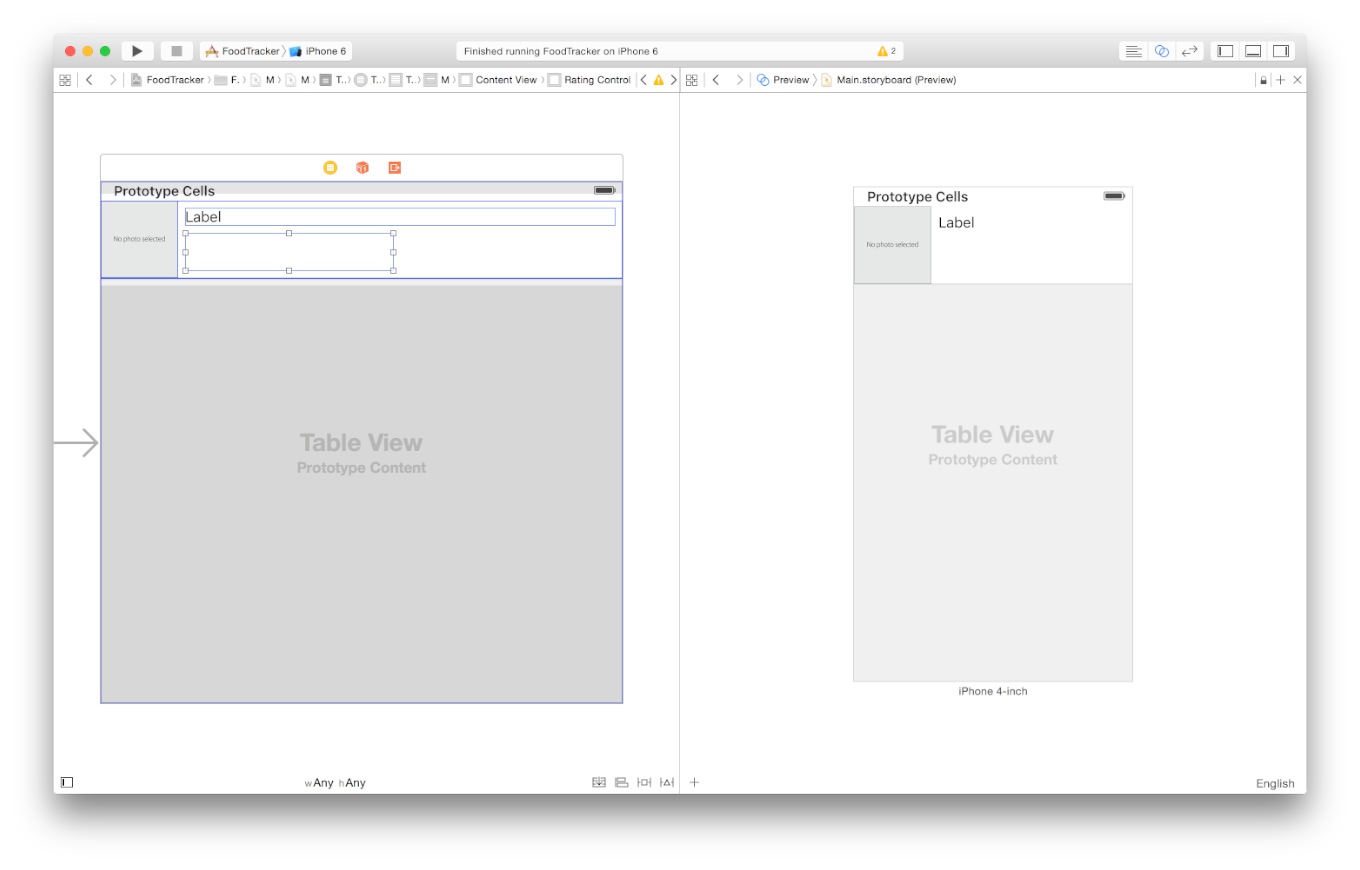 FoodTracker iPhone 6
Finished running FoodTracker on iPhone 6
2
FoodTracker F. M M T.. T.. T.. M Content View Rating Control
Preview Main.storyboard (Preview)
Prototype Cells
No photo selected
Label
Table View
Prototype Content
wAny hAny
Prototype Cells
No photo selected
Label
Table View
Prototype Content
iPhone 4-inch
English